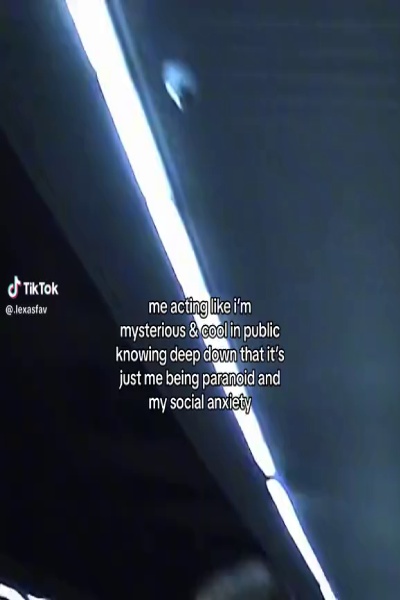 TikTok
@.lexasfav
me acting like i'm
mysterious & cool in public
knowing deep down that it's
just me being paranoid and
my social anxiety